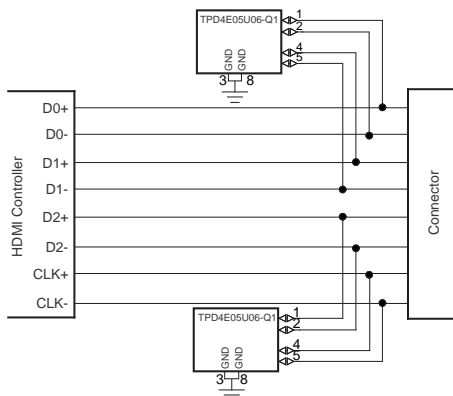 TPD4E05U06-Q1
1
2
4
5
GND
GND
3
8
HDMI Controller
D0+
D0-
D1+
D1-
D2+
D2-
CLK+
CLK-
Connector
TPD4E05U06-Q1
1
2
4
5
GND
GND
3
8